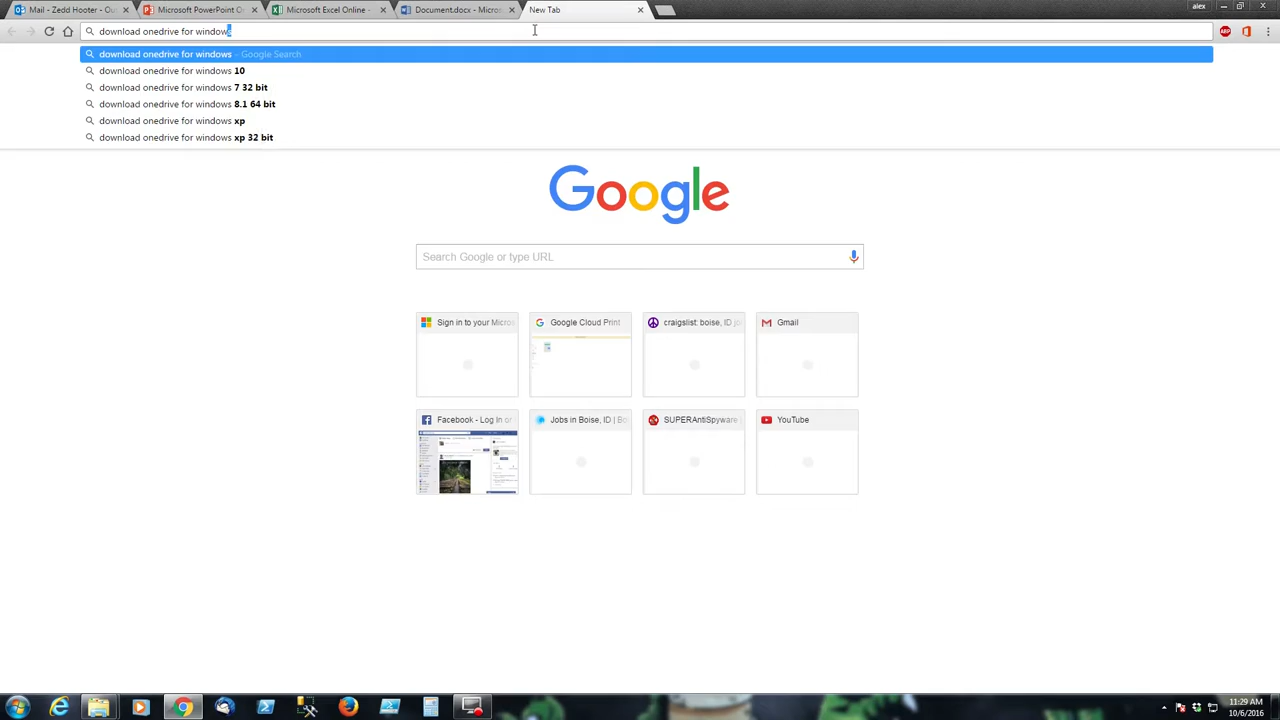 Mail - Zedd Hooter - Out
Microsoft PowerPoint O
Microsoft Excel Online -
Document.docx - Micros
New Tab
alex
download onedrive for windows
download onedrive for windows - Google Search
download onedrive for windows 10
download onedrive for windows 7 32 bit
download onedrive for windows 8.1 64 bit
download onedrive for windows xp
download onedrive for windows xp 32 bit
Google
Search Google or type URL
Sign in to your Micros
Google Cloud Print
craigslist: boise, ID jo
Gmail
Facebook - Log In or
Jobs in Boise, ID | Bo
SUPERAntiSpyware
YouTube
11:29 AM
10/6/2016